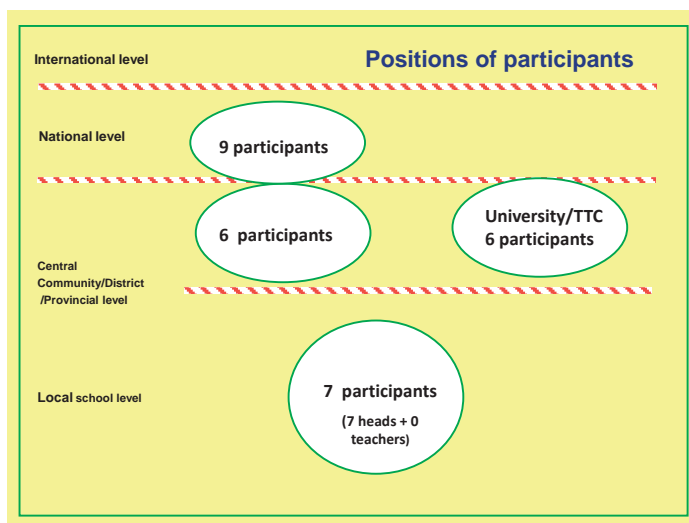 International level
Positions of participants
National level
9 participants
6 participants
University/TTC
6 participants
Central
Community/District
/Provincial level
Local school level
7 participants
(7 heads + 0
teachers)